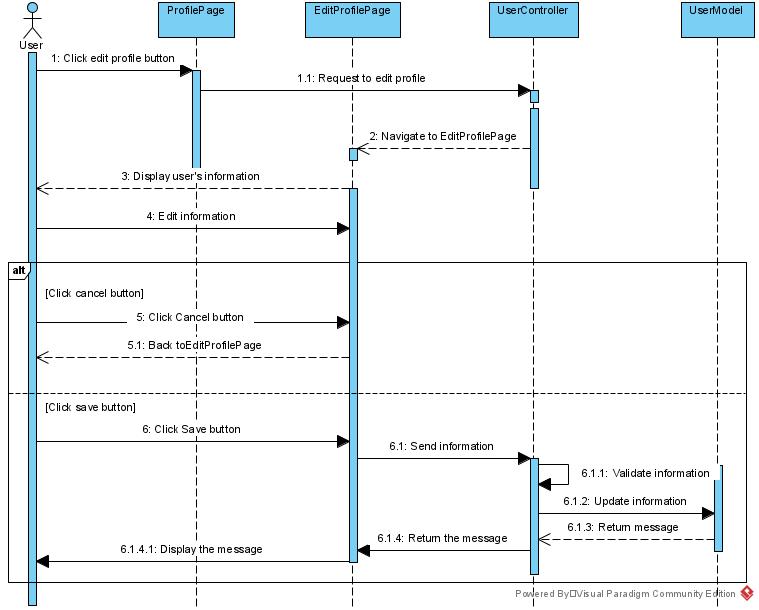 ProfilePage
EditProfilePage
UserController
UserModel
User
1: Click edit profile button
1.1: Request to edit profile
2: Navigate to EditProfilePage
3: Display user's information
4: Edit information
alt
[Click cancel button]
5: Click Cancel button
5.1: Back toEditProfilePage
[Click save button]
6: Click Save button
6.1: Send information
6.1.1: Validate information
6.1.2: Update information
6.1.3: Return message
6.1.4: Return the message
6.1.4.1: Display the message
Powered By Visual Paradigm Community Edition